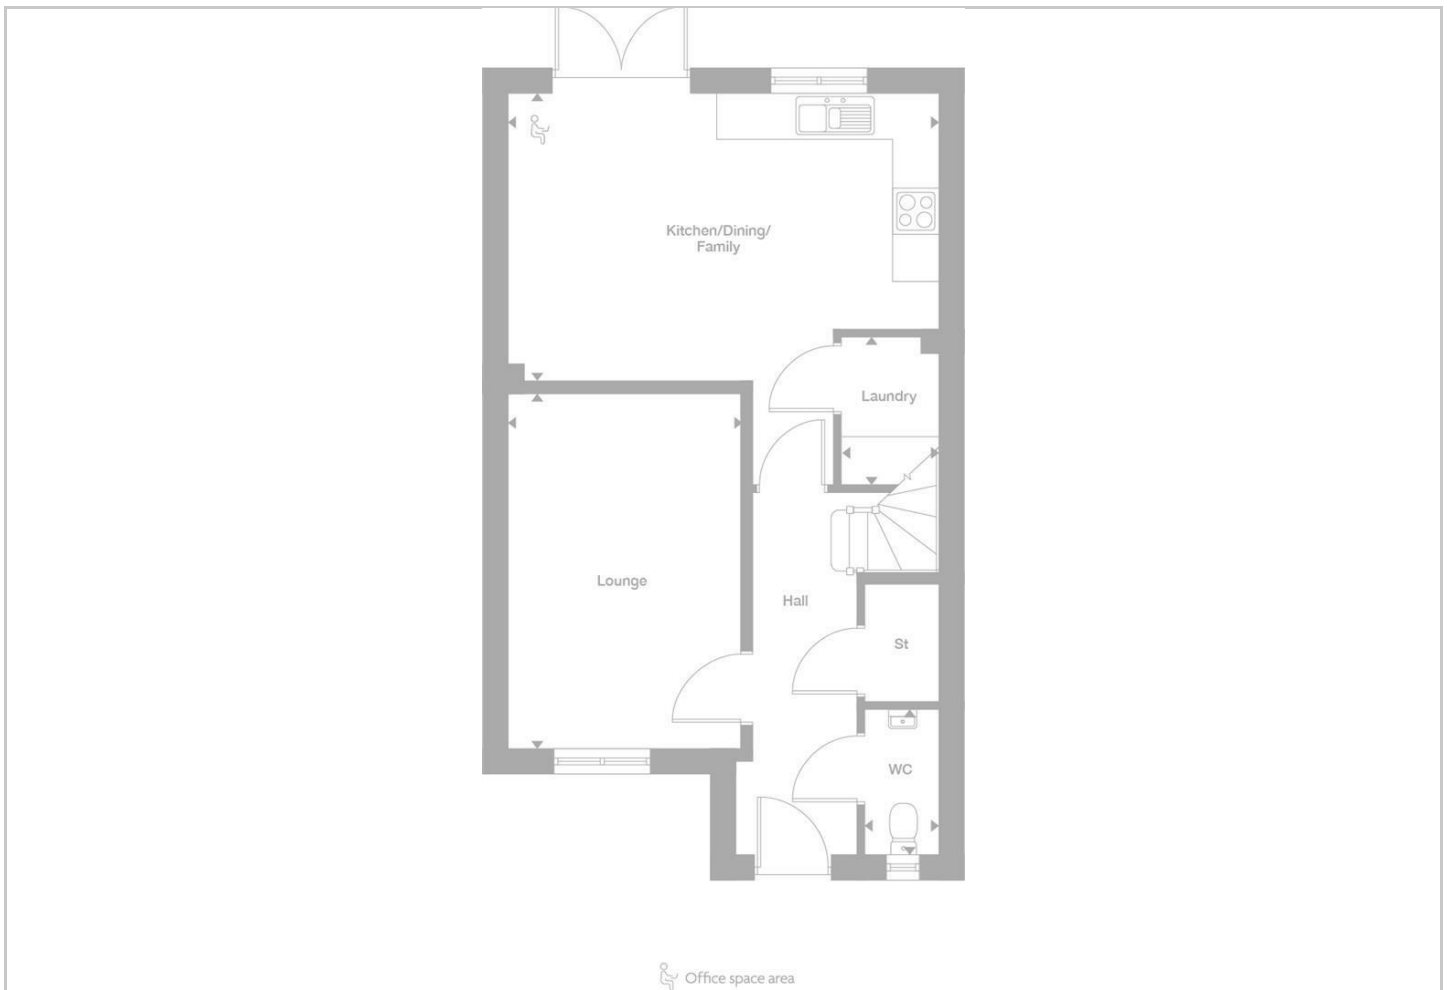 Kitchen/Dining/
Family
Laundry
Lounge
Hall
St
WC
Office space area